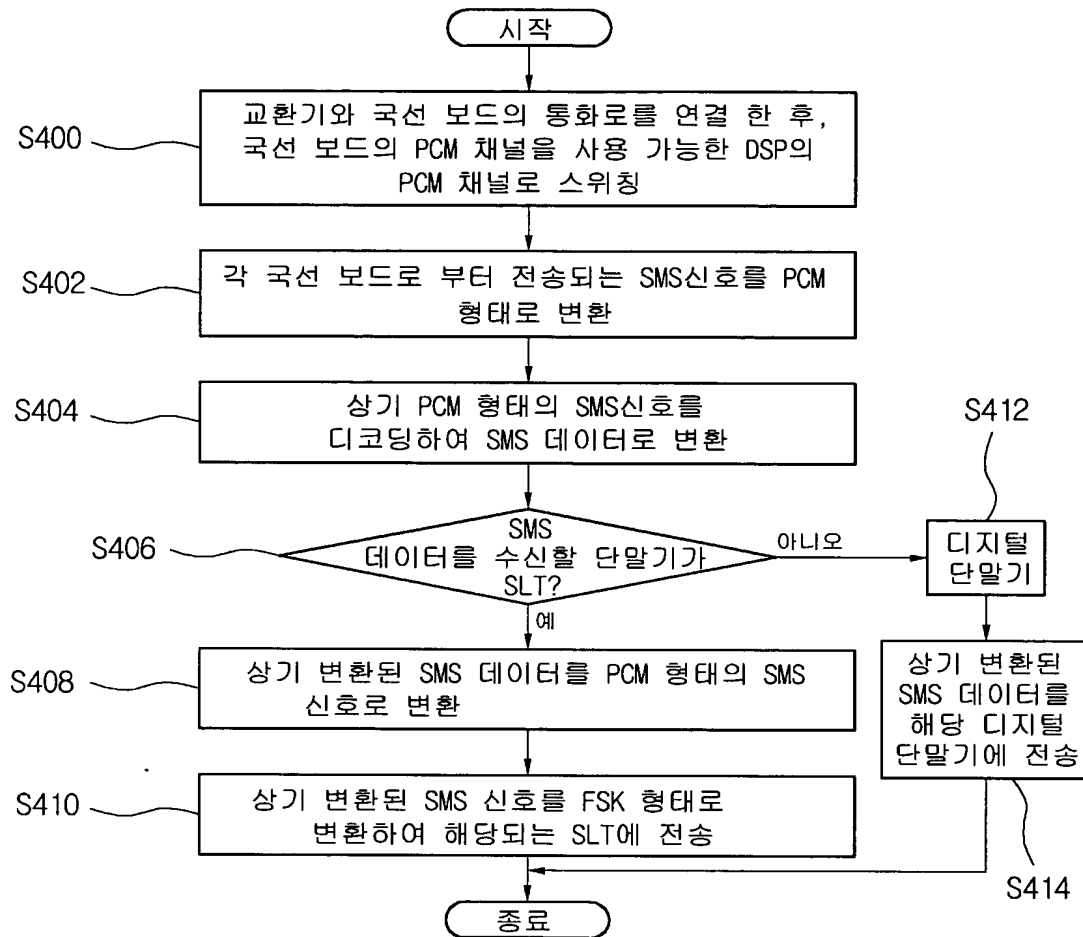 시작
S400
교환기와 국선 보드의 통화로를 연결 한 후,
국선 보드의 PCM 채널을 사용 가능한 DSP의
PCM 채널로 스위칭
S402
각 국선 보드로 부터 전송되는 SMS신호를 PCM
형태로 변환
S404
상기 PCM 형태의 SMS신호를
디코딩하여 SMS 데이터로 변환
S406
SMS
데이터를 수신할 단말기가
SLT?
아니오
S412
디지털
단말기
예
S408
상기 변환된 SMS 데이터를 PCM 형태의 SMS
신호로 변환
상기 변환된
SMS 데이터를
해당 디지털
단말기에 전송
S414
S410
상기 변환된 SMS 신호를 FSK 형태로
변환하여 해당되는 SLT에 전송
종료